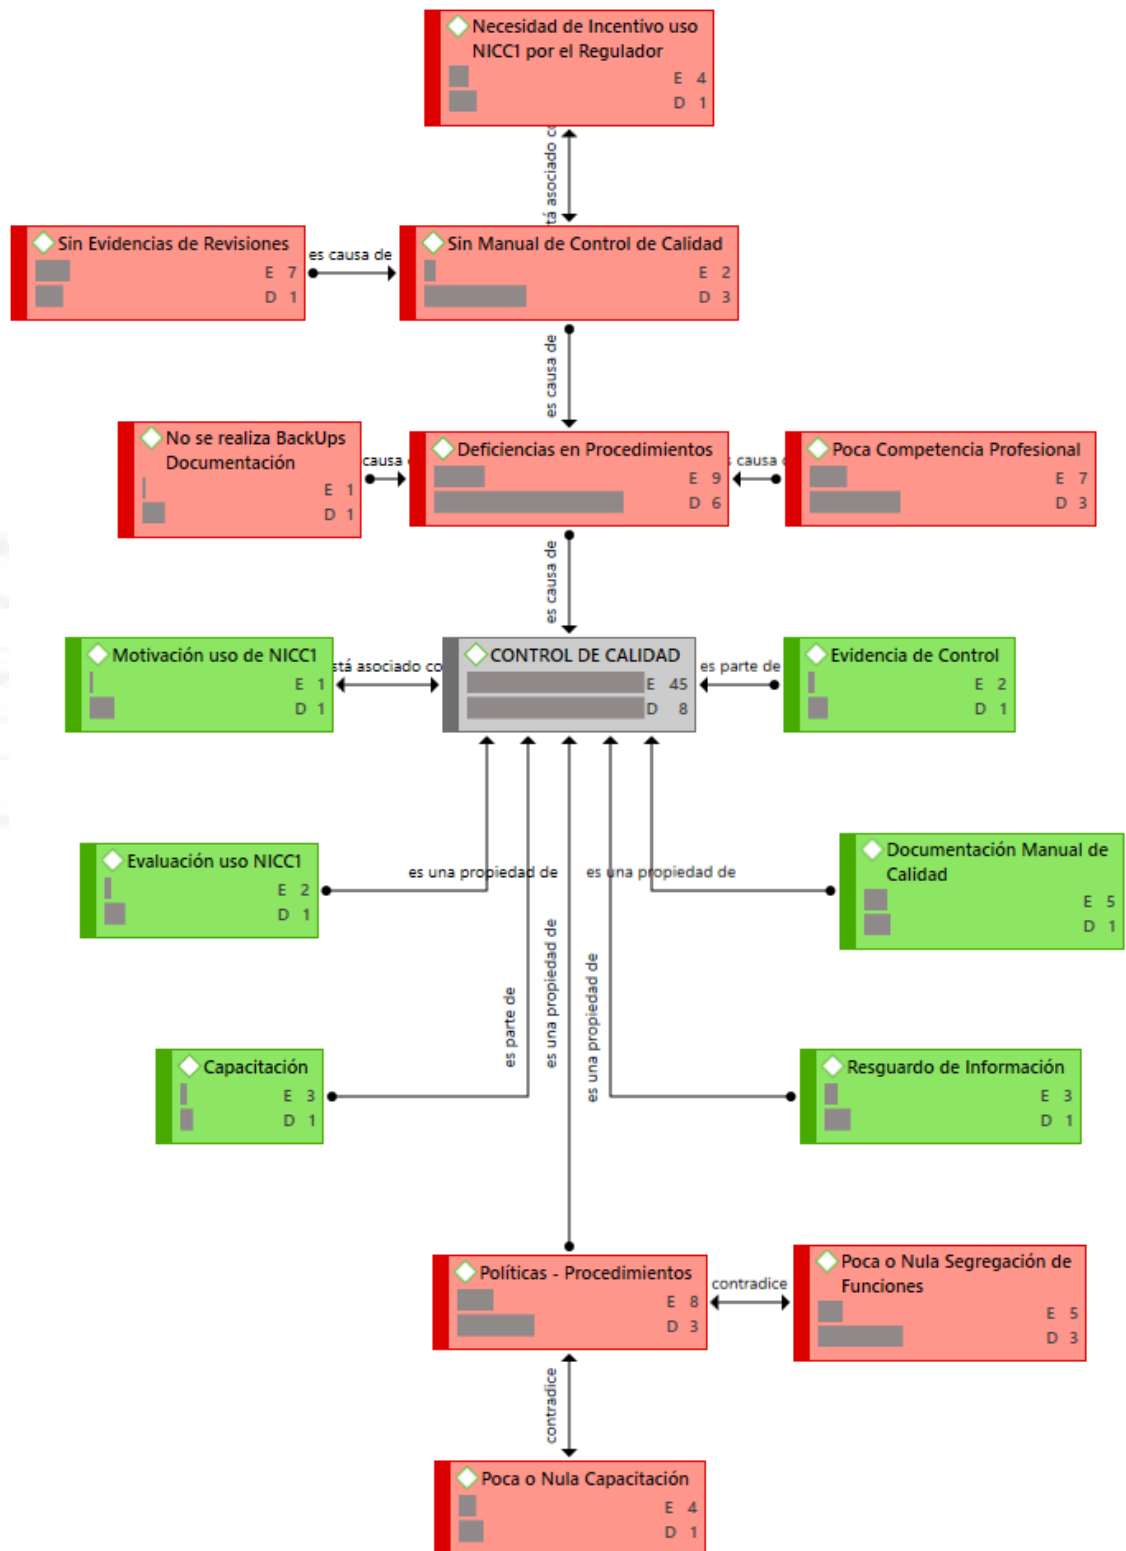 Necesidad de Incentivo uso
NICC1 por el Regulador
E 4
D 1
tá asociado co
Sin Evidencias de Revisiones
E 7
D 1
es causa de
Sin Manual de Control de Calidad
E 2
D 3
es causa de
No se realiza BackUps
Documentación
E 1
D 1
causa
Deficiencias en Procedimientos
E 9
D 6
causa
Poca Competencia Profesional
E 7
D 3
es causa de
Motivación uso de NICC1
E 1
D 1
stá asociado co
CONTROL DE CALIDAD
E 45
D 8
es parte de
Evidencia de Control
E 2
D 1
Evaluación uso NICC1
E 2
D 1
es una propiedad de
es una propiedad de
Documentación Manual de
Calidad
E 5
D 1
es parte de
es una propiedad de
es una propiedad de
Capacitación
E 3
D 1
Resguardo de Información
E 3
D 1
Políticas - Procedimientos
E 8
D 3
contradice
Poca o Nula Segregación de
Funciones
E 5
D 3
contradice
Poca o Nula Capacitación
E 4
D 1